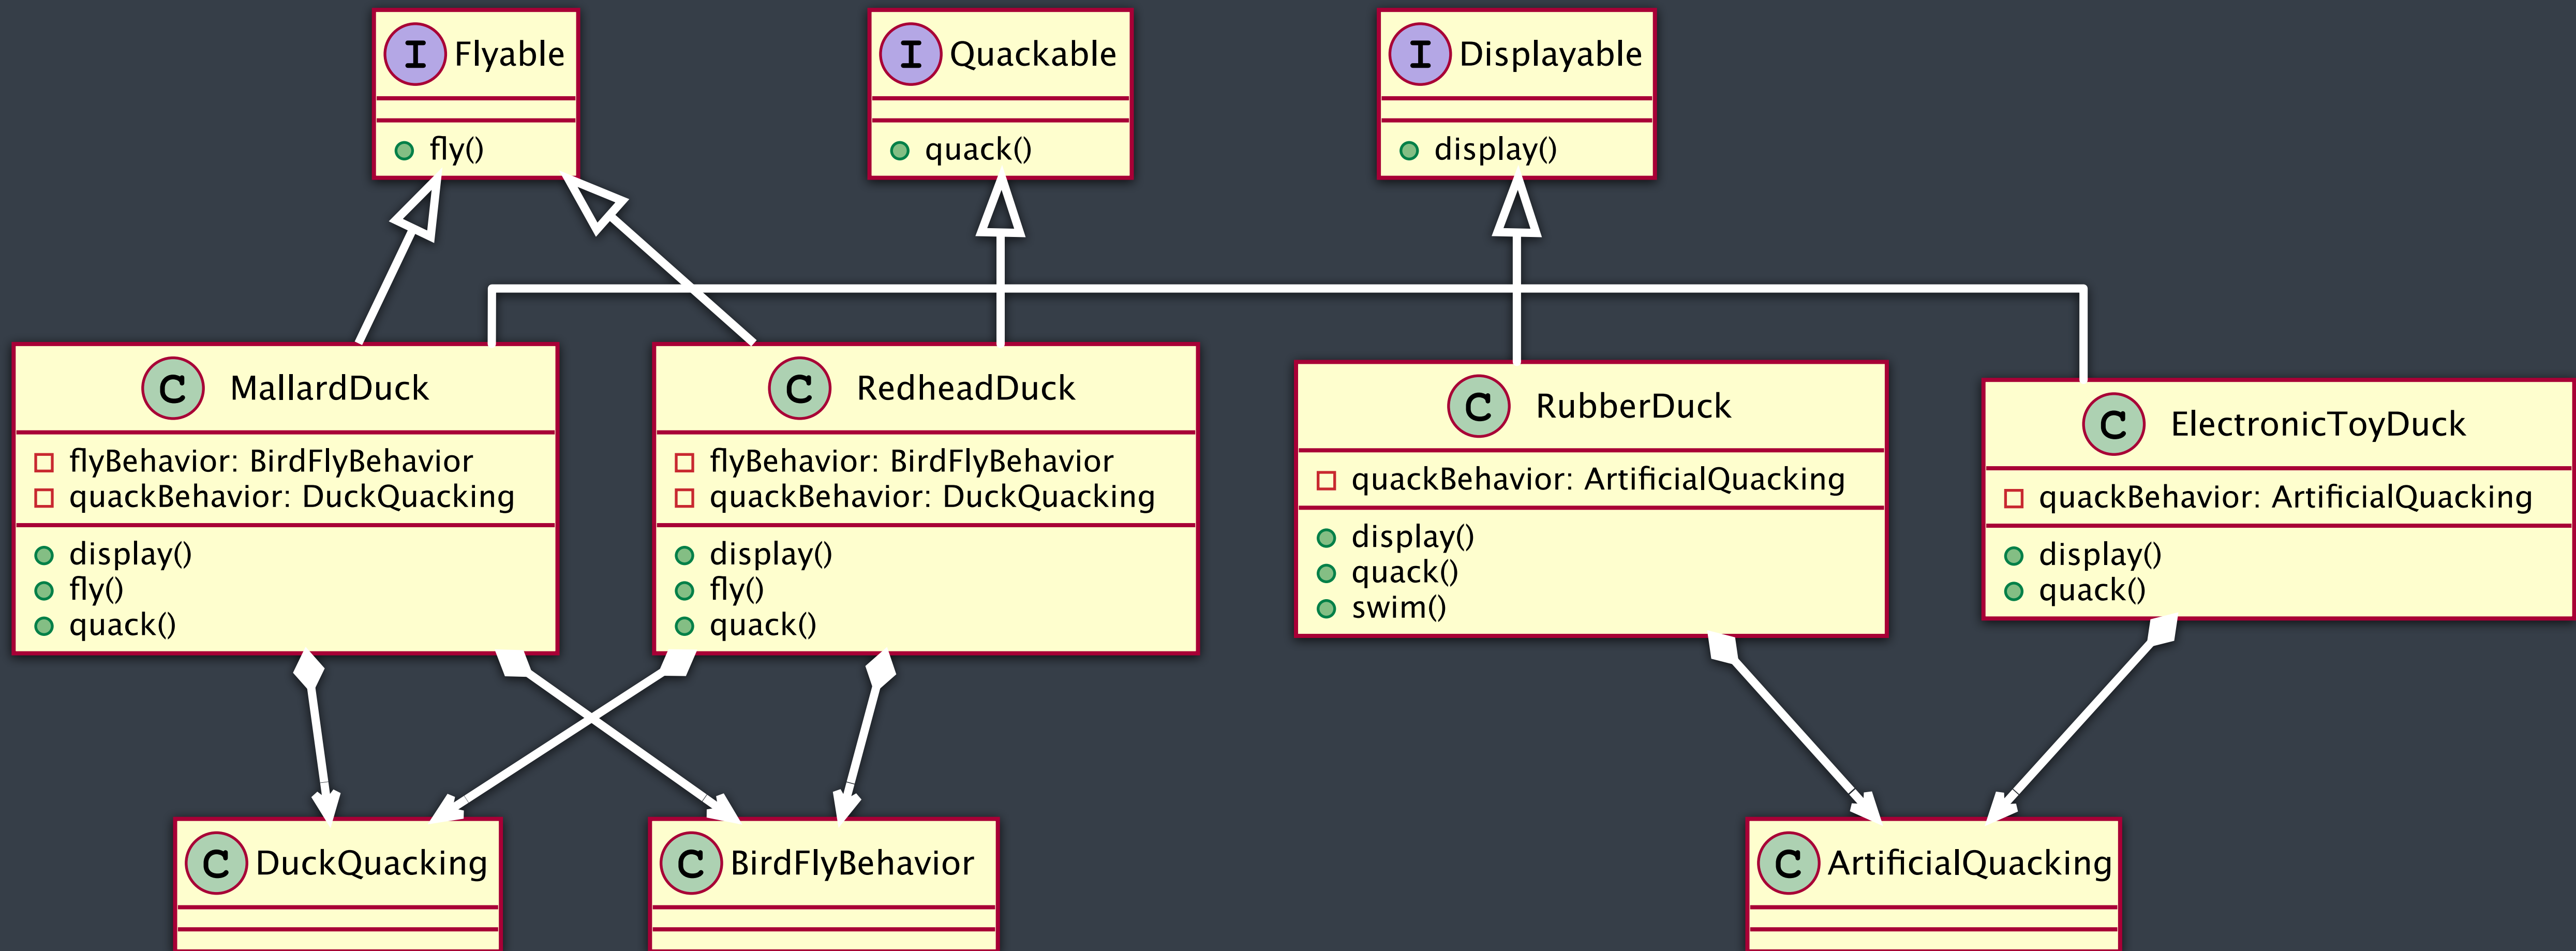 I Flyable
fly()
I Quackable
quack()
I Displayable
display()
C MallardDuck
flyBehavior: BirdFlyBehavior
quackBehavior: DuckQuacking
display()
fly()
quack()
C RedheadDuck
flyBehavior: BirdFlyBehavior
quackBehavior: DuckQuacking
display()
fly()
quack()
C RubberDuck
quackBehavior: ArtificialQuacking
display()
quack()
swim()
C ElectronicToyDuck
quackBehavior: ArtificialQuacking
display()
quack()
C DuckQuacking
C BirdFlyBehavior
C ArtificialQuacking